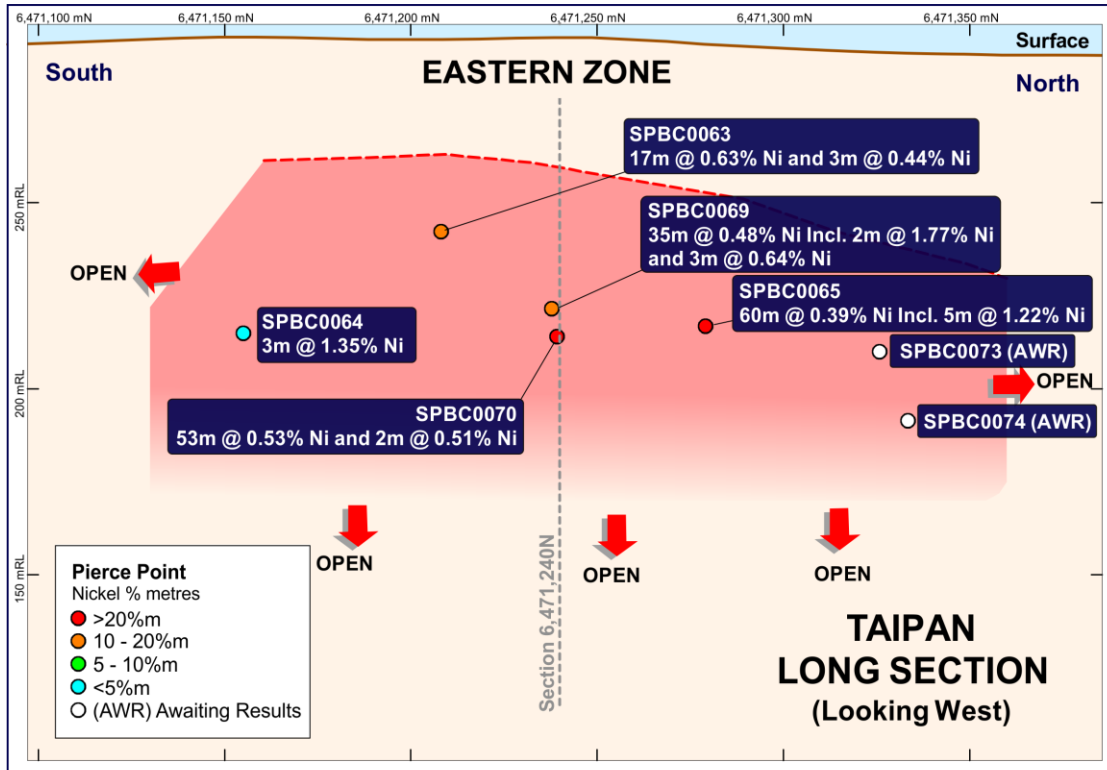 6,471,100 mN
6,471,150 mN
6,471,200 mN
6,471,250 mN
6,471,300 mN
6,471,350 mN
Surface
South
EASTERN ZONE
North
SPBC0063
17m @ 0.63% Ni and 3m @ 0.44% Ni
250 mRL
SPBC0069
35m @ 0.48% Ni Incl. 2m @ 1.77% Ni
and 3m @ 0.64% Ni
OPEN
SPBC0065
60m @ 0.39% Ni Incl. 5m @ 1.22% Ni
SPBC0064
3m @ 1.35% Ni
SPBC0073 (AWR)
OPEN
200 mRL
SPBC0070
53m @ 0.53% Ni and 2m @ 0.51% Ni
SPBC0074 (AWR)
OPEN
OPEN
OPEN
150 mRL
Section 6,471,240N
Pierce Point
Nickel % metres
>20%m
10 - 20%m
5 - 10%m
<5%m
(AWR) Awaiting Results
TAIPAN
LONG SECTION
(Looking West)